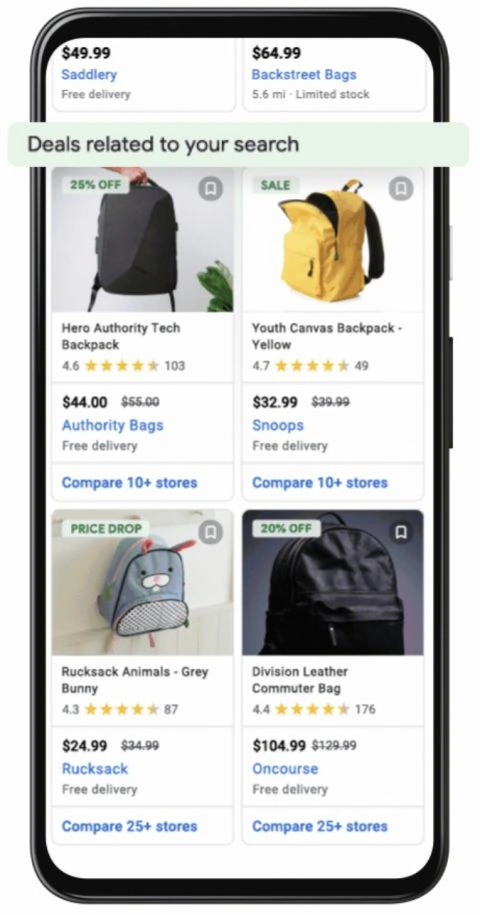 $49.99
Saddlery
Free delivery
$64.99
Backstreet Bags
5.6 mi · Limited stock
Deals related to your search
25% OFF
Hero Authority Tech
Backpack
4.6 103
$44.00 $55.00
Authority Bags
Free delivery
Compare 10+ stores
SALE
Youth Canvas Backpack -
Yellow
4.7 49
$32.99 $39.99
Snoops
Free delivery
Compare 10+ stores
PRICE DROP
Rucksack Animals - Grey
Bunny
4.3 87
$24.99 $34.99
Rucksack
Free delivery
Compare 25+ stores
20% OFF
Division Leather
Commuter Bag
4.4 176
$104.99 $129.99
Oncourse
Free delivery
Compare 25+ stores